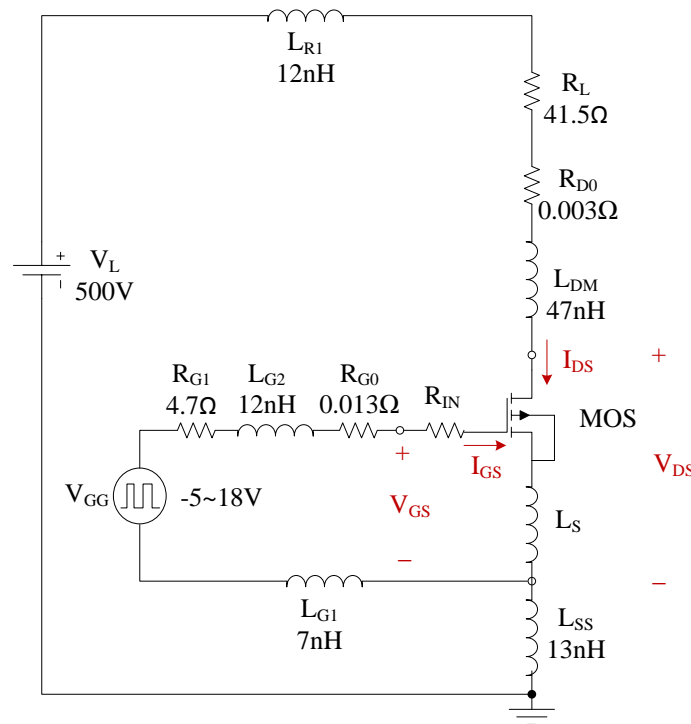 L_R1
12nH
R_L
41.5Ω
R_D0
0.003Ω
+
V_L
-
500V
L_DM
47nH
I_DS
+
R_G1
4.7Ω
L_G2
12nH
R_G0
0.013Ω
R_IN
MOS
+
I_GS
V_DS
V_GG
-5~18V
V_GS
L_S
−
−
L_G1
7nH
L_SS
13nH